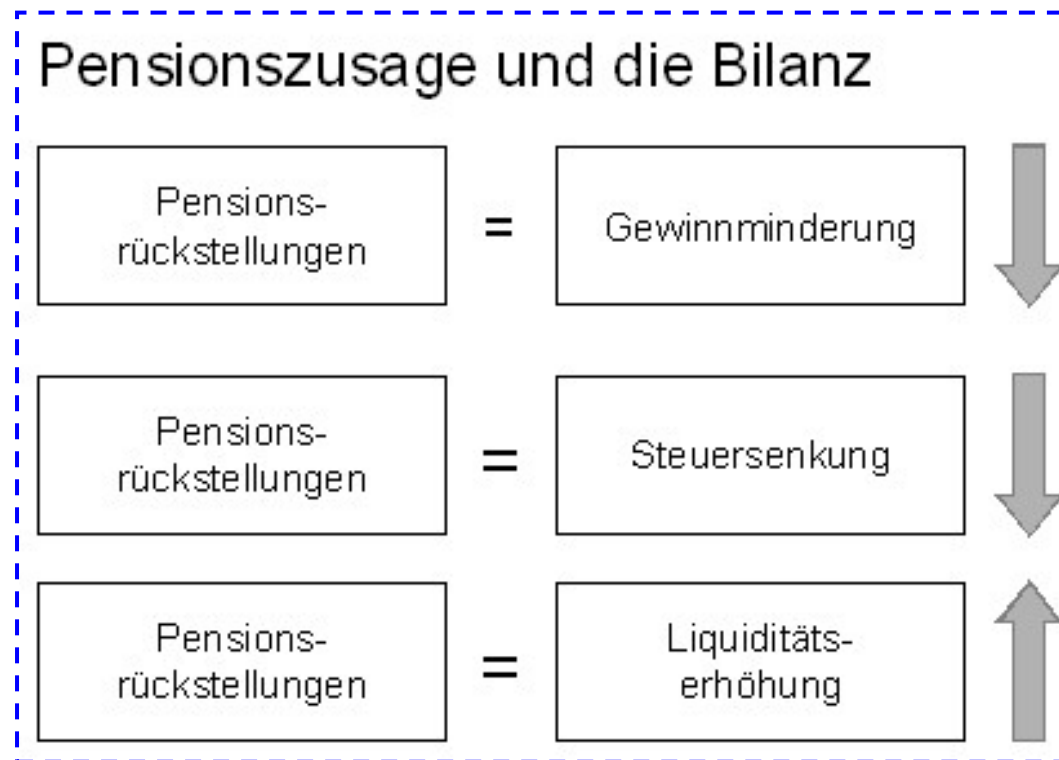 Pensionszusage und die Bilanz
Pensions-
rückstellungen
=
Gewinnminderung
Pensions-
rückstellungen
=
Steuersenkung
Pensions-
rückstellungen
=
Liquiditäts-
erhöhung